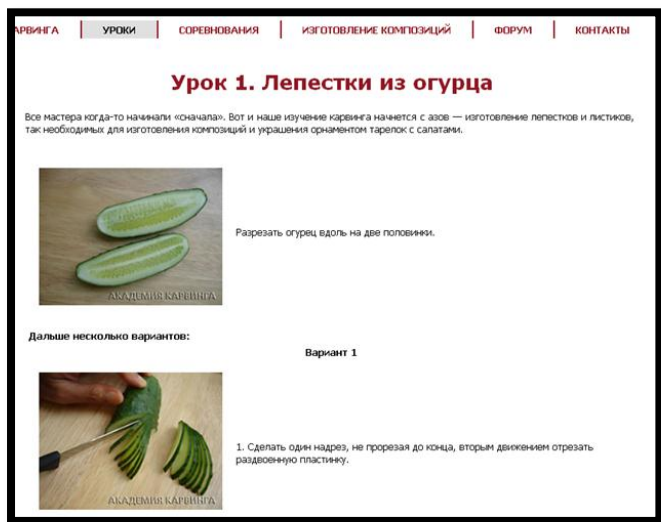 АРВИНГА УРОКИ СОРЕВНОВАНИЯ ИЗГОТОВЛЕНИЕ КОМПОЗИЦИЙ ФОРУМ КОНТАКТЫ
Урок 1. Лепестки из огурца
Все мастера когда-то начинали «сначала». Вот и наше изучение карвинга начнется с азов — изготовление лепестков и листиков,
так необходимых для изготовления композиций и украшения орнаментом тарелок с салатами.
Разрезать огурец вдоль на две половинки.
АКАДЕМИЯ КАРВИНГА
Дальше несколько вариантов:
Вариант 1
1. Сделать один надрез, не прорезая до конца, вторым движением отрезать
раздвоенную пластинку.
АКАДЕМИЯ КАРВИНГА